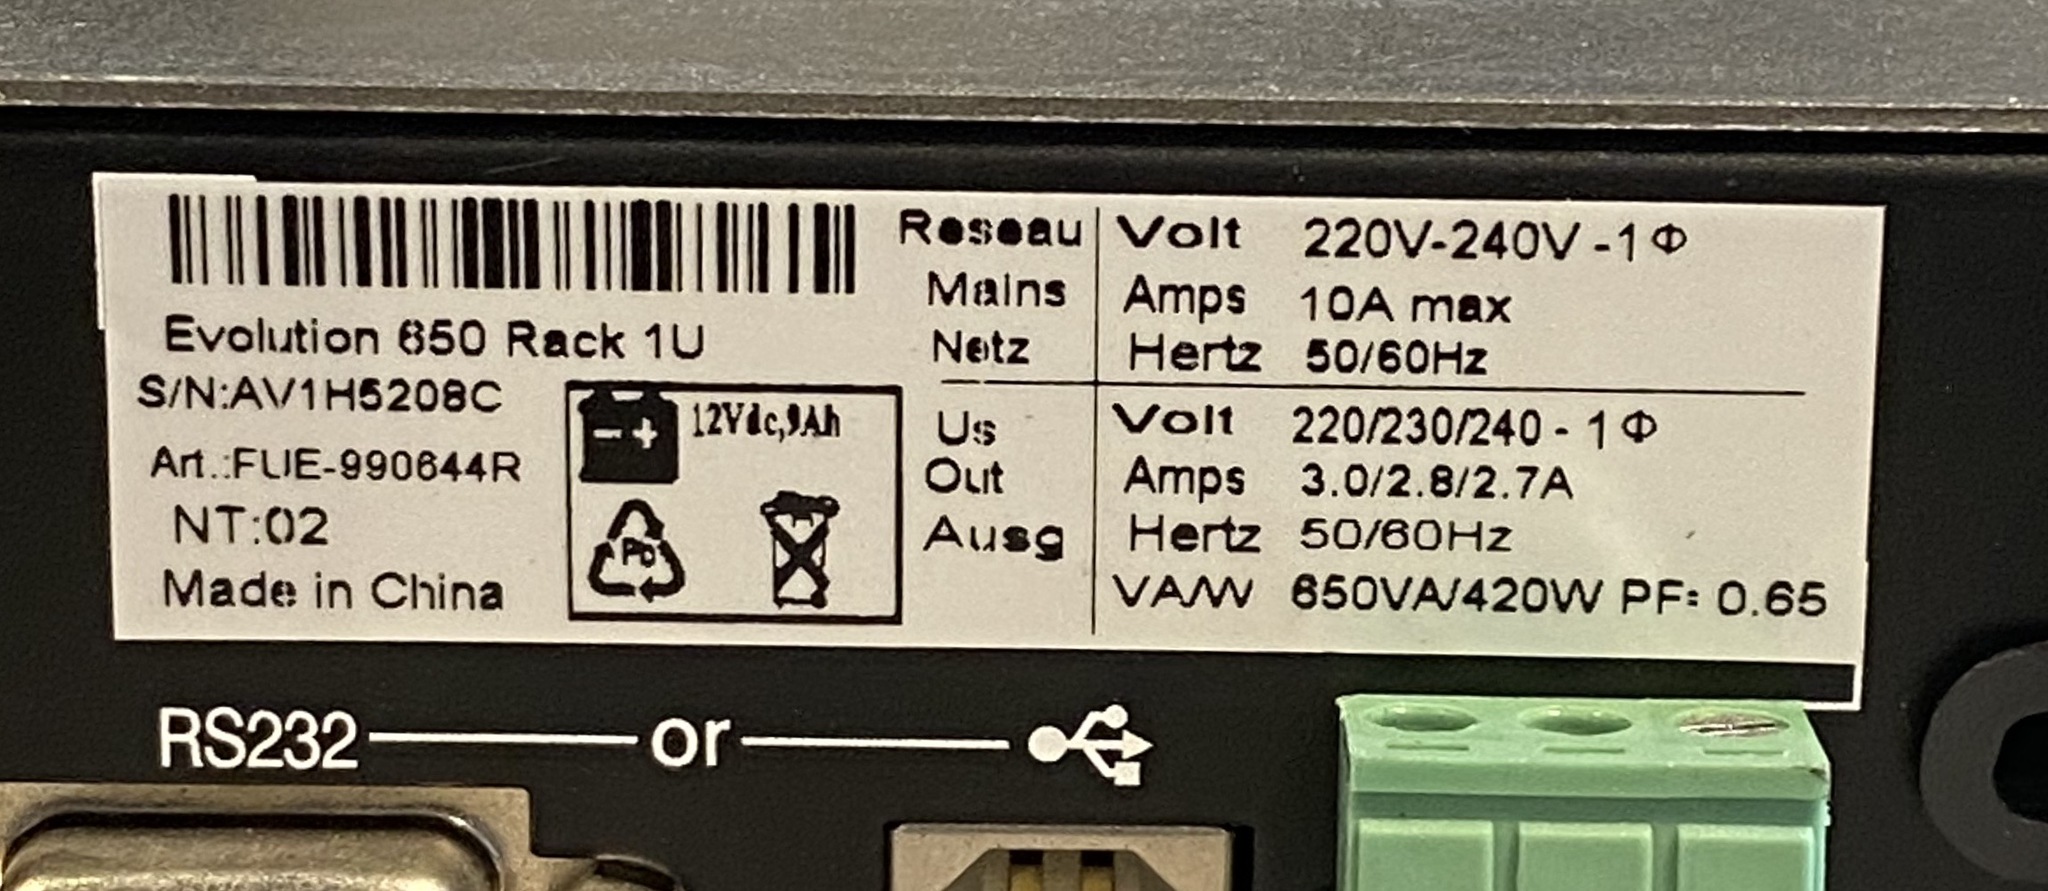 Evolution 650 Rack 1U
S/N:AV1H5208C
Art.:FUE-990644R
NT:02
Made in China
12Vdc,9Ah
Pb
Reseau Volt 220V-240V -1Φ
Mains Amps 10A max
Netz Hertz 50/60Hz
Us Volt 220/230/240 - 1Φ
Out Amps 3.0/2.8/2.7A
Ausg Hertz 50/60Hz
VA/W 650VA/420W PF: 0.65
RS232 or